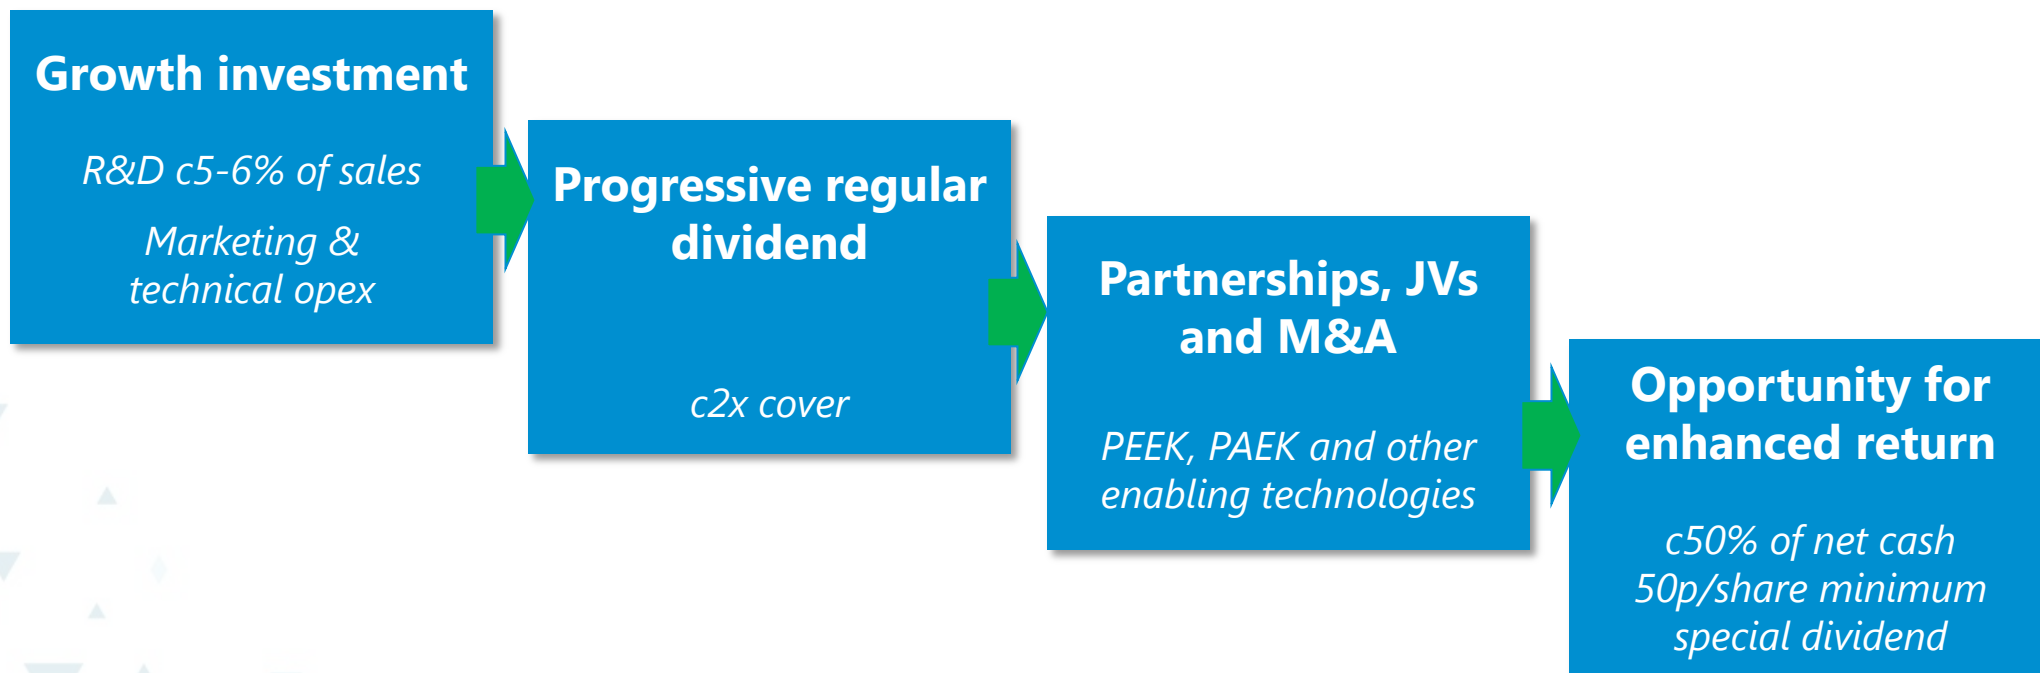 Growth investment
R&D c5-6% of sales
Marketing &
technical opex
Progressive regular
dividend
c2x cover
Partnerships, JVs
and M&A
PEEK, PAEK and other
enabling technologies
Opportunity for
enhanced return
c50% of net cash
50p/share minimum
special dividend